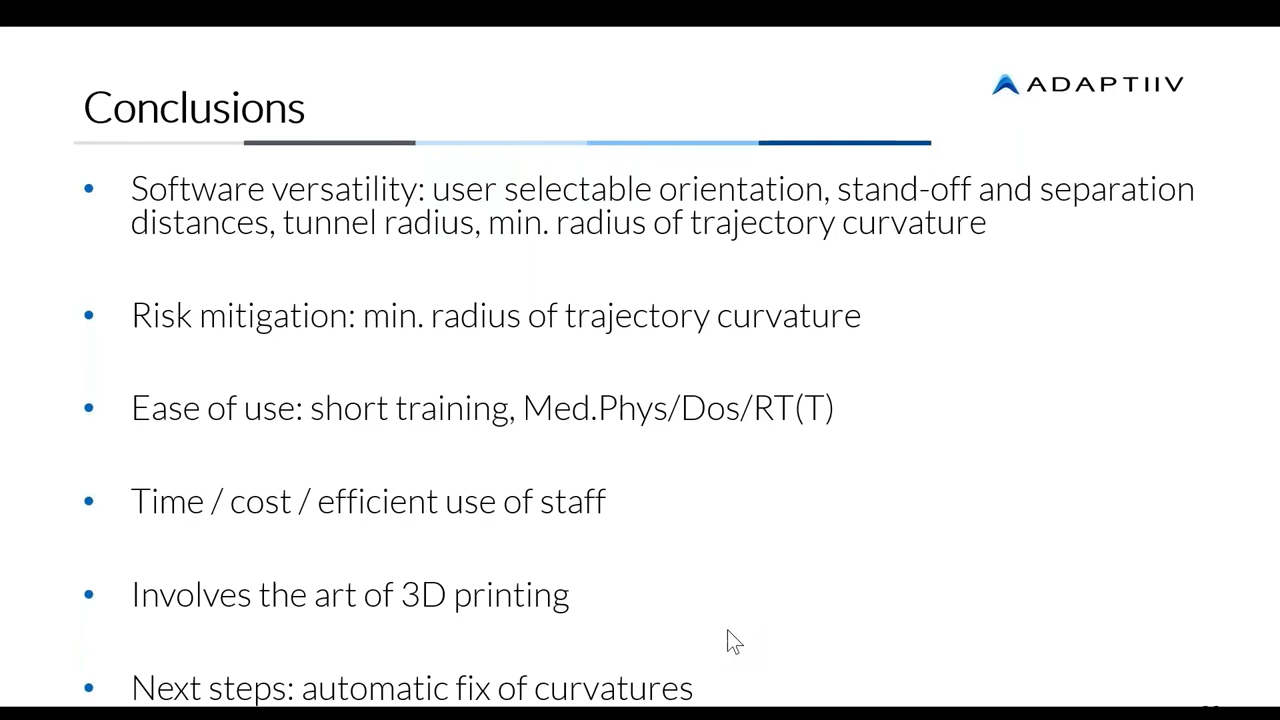 ADAPTIIV
Conclusions
• Software versatility: user selectable orientation, stand-off and separation
distances, tunnel radius, min. radius of trajectory curvature
• Risk mitigation: min. radius of trajectory curvature
• Ease of use: short training, Med.Phys/Dos/RT(T)
• Time / cost / efficient use of staff
• Involves the art of 3D printing
• Next steps: automatic fix of curvatures